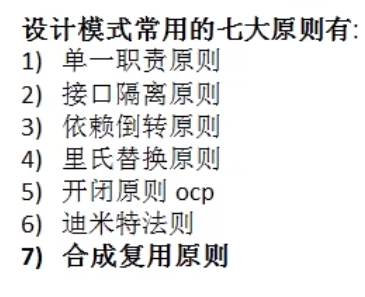 设计模式常用的七大原则有:
1) 单一职责原则
2) 接口隔离原则
3) 依赖倒转原则
4) 里氏替换原则
5) 开闭原则 ocp
6) 迪米特法则
7) 合成复用原则